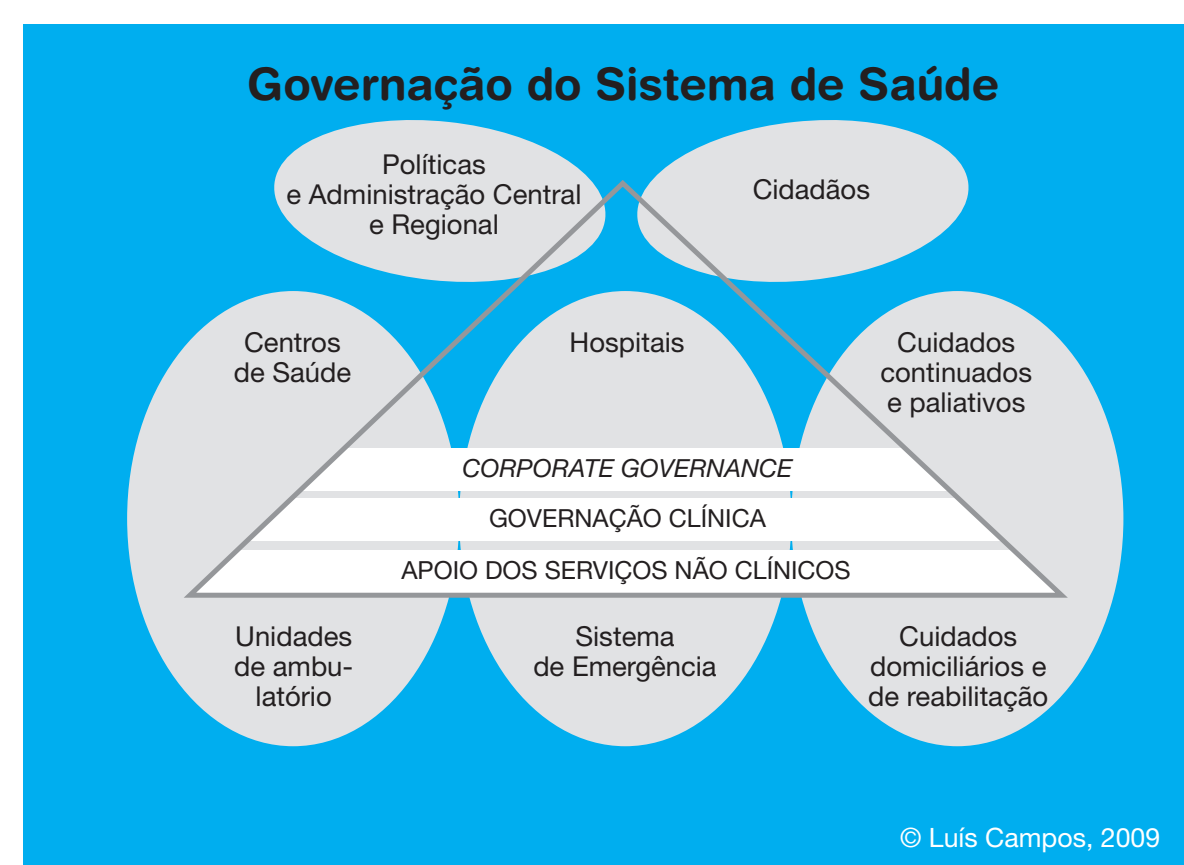 Governação do Sistema de Saúde
Políticas
e Administração Central
e Regional
Cidadãos
Centros
de Saúde
Hospitais
Cuidados
continuados
e paliativos
CORPORATE GOVERNANCE
GOVERNAÇÃO CLÍNICA
APOIO DOS SERVIÇOS NÃO CLÍNICOS
Unidades
de ambu-
latório
Sistema
de Emergência
Cuidados
domiciliários e
de reabilitação
© Luís Campos, 2009